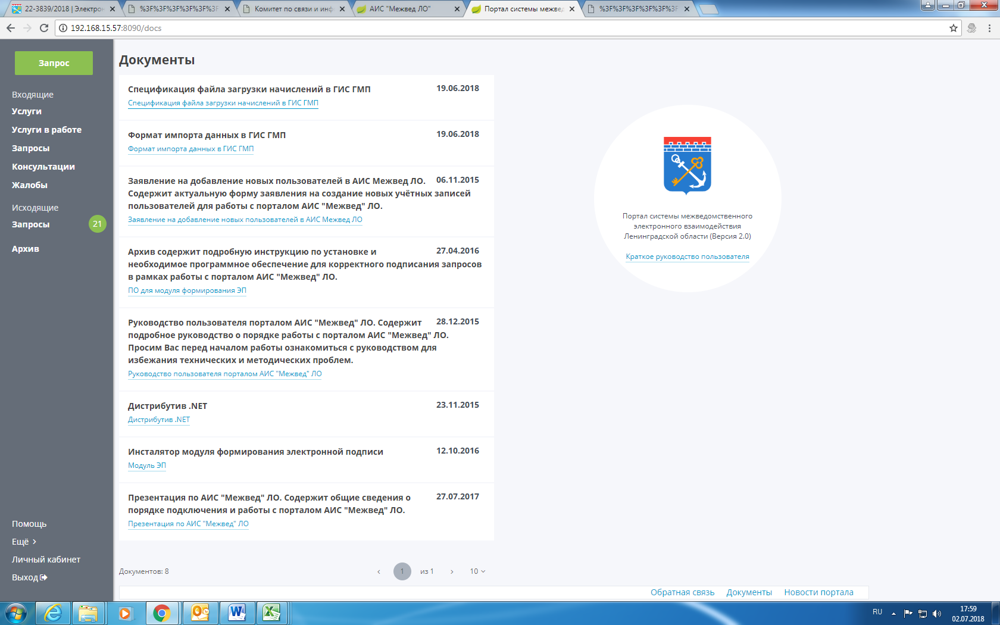 22-3839/2018 | Электрон
%3F%3F%3F%3F%3F%3F
Комитет по связи и инф
АИС "Межвед ЛО"
Портал системы межвед
%3F%3F%3F%3F%3F%3F
192.168.15.57:8090/docs
Запрос
Входящие
Услуги
Услуги в работе
Запросы
Консультации
Жалобы
Исходящие
Запросы 21
Архив
Помощь
Ещё >
Личный кабинет
Выход
Документы
Спецификация файла загрузки начислений в ГИС ГМП 19.06.2018
Спецификация файла загрузки начислений в ГИС ГМП
Формат импорта данных в ГИС ГМП 19.06.2018
Формат импорта данных в ГИС ГМП
Заявление на добавление новых пользователей в АИС Межвед ЛО. 06.11.2015
Содержит актуальную форму заявления на создание новых учётных записей
пользователей для работы с порталом АИС "Межвед" ЛО.
Заявление на добавление новых пользователей в АИС Межвед ЛО
Архив содержит подробную инструкцию по установке и 27.04.2016
необходимое программное обеспечение для корректного подписания запросов
в рамках работы с порталом АИС "Межвед" ЛО.
ПО для модуля формирования ЭП
Руководство пользователя порталом АИС "Межвед" ЛО. Содержит 28.12.2015
подробное руководство о порядке работы с порталом АИС "Межвед" ЛО.
Просим Вас перед началом работы ознакомиться с руководством для
избежания технических и методических проблем.
Руководство пользователя порталом АИС "Межвед" ЛО
Дистрибутив .NET 23.11.2015
Дистрибутив .NET
Инсталятор модуля формирования электронной подписи 12.10.2016
Модуль ЭП
Презентация по АИС "Межвед" ЛО. Содержит общие сведения о 27.07.2017
порядке подключения и работы с порталом АИС "Межвед" ЛО.
Презентация по АИС "Межвед" ЛО
Документов: 8 ‹ 1 из 1 › 10
Портал системы межведомственного
электронного взаимодействия
Ленинградской области (Версия 2.0)
Краткое руководство пользователя
Обратная связь Документы Новости портала
RU
17:59
02.07.2018